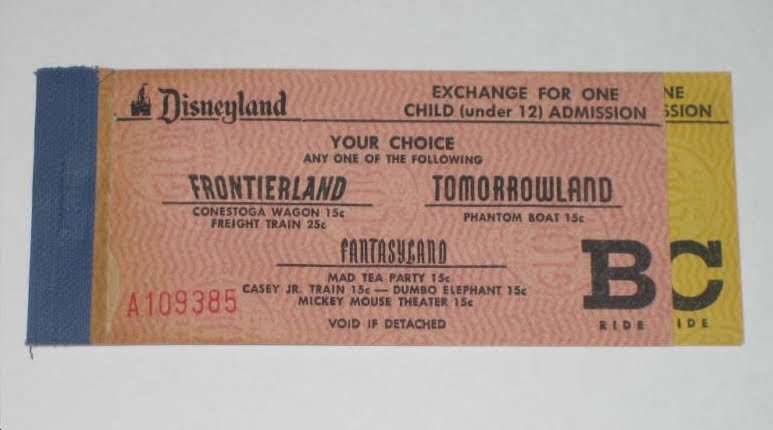 Disneyland
EXCHANGE FOR ONE
CHILD (under 12) ADMISSION
YOUR CHOICE
ANY ONE OF THE FOLLOWING
FRONTIERLAND
CONESTOGA WAGON 15c
FREIGHT TRAIN 25c
TOMORROWLAND
PHANTOM BOAT 15c
FANTASYLAND
MAD TEA PARTY 15c
CASEY JR. TRAIN 15c — DUMBO ELEPHANT 15c
MICKEY MOUSE THEATER 15c
VOID IF DETACHED
A109385
B
RIDE
NE
SSION
C
IDE